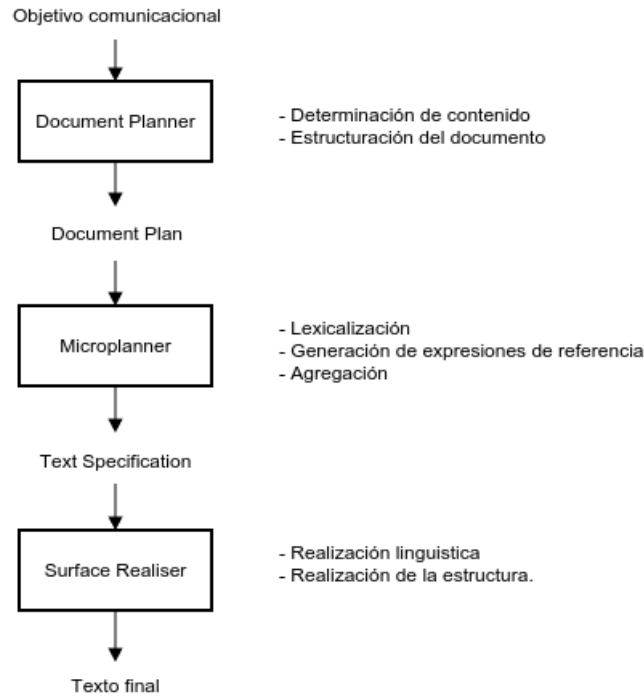 Objetivo comunicacional
Document Planner
- Determinación de contenido
- Estructuración del documento
Document Plan
Microplanner
- Lexicalización
- Generación de expresiones de referencia
- Agregación
Text Specification
Surface Realiser
- Realización linguistica
- Realización de la estructura.
Texto final